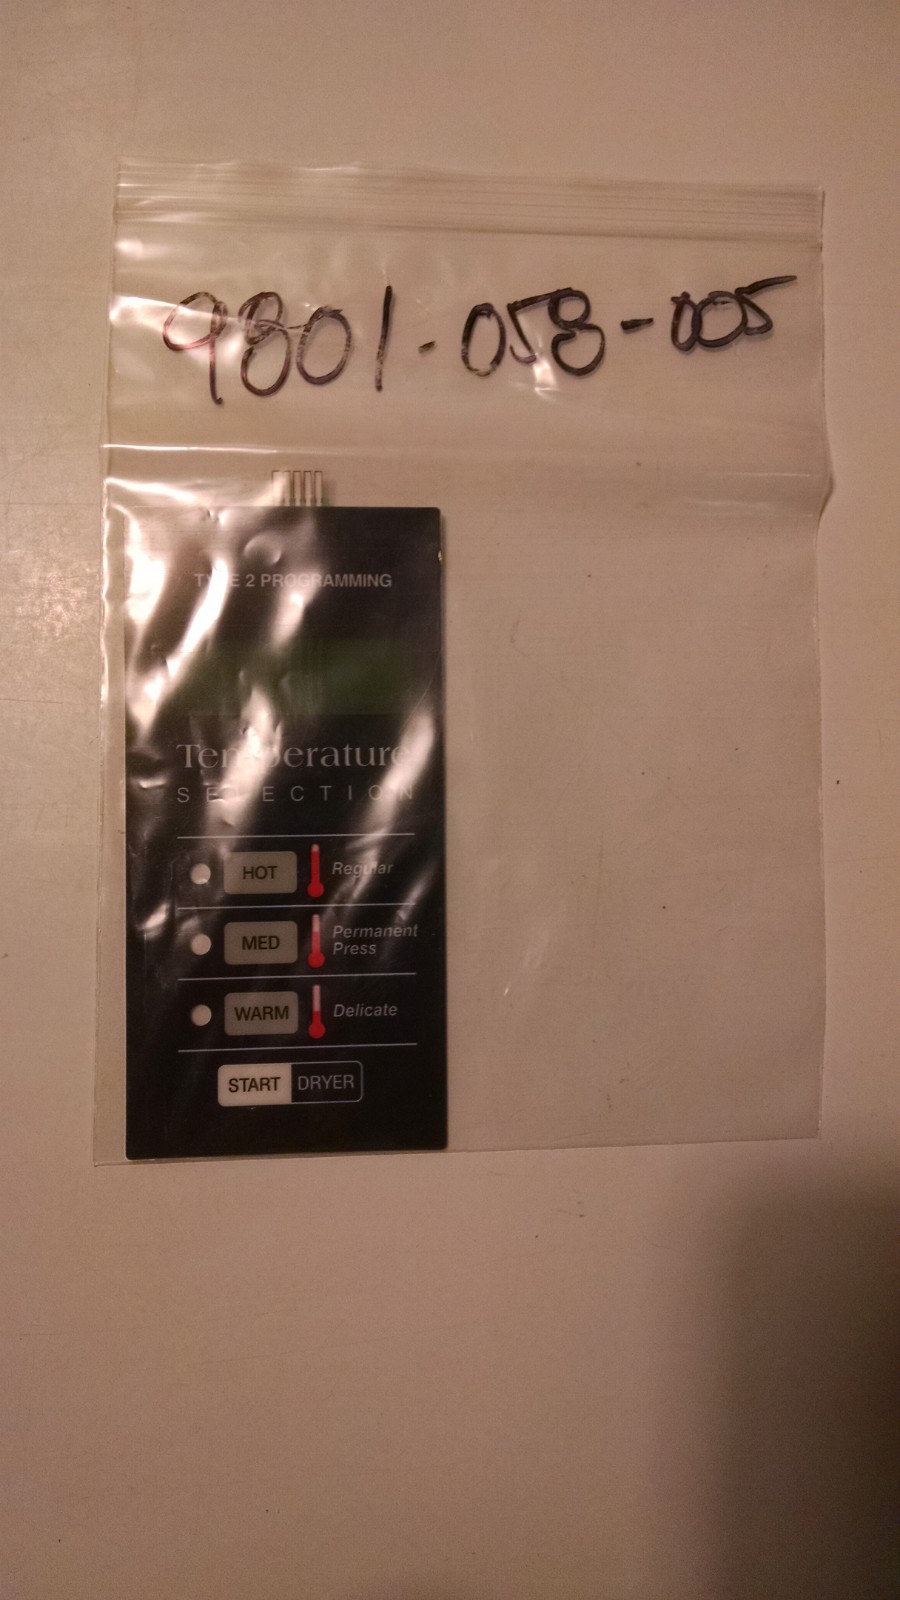 9801-058-005
TYPE 2 PROGRAMMING
Temperature
SELECTION
HOT Regular
MED Permanent
Press
WARM Delicate
START DRYER